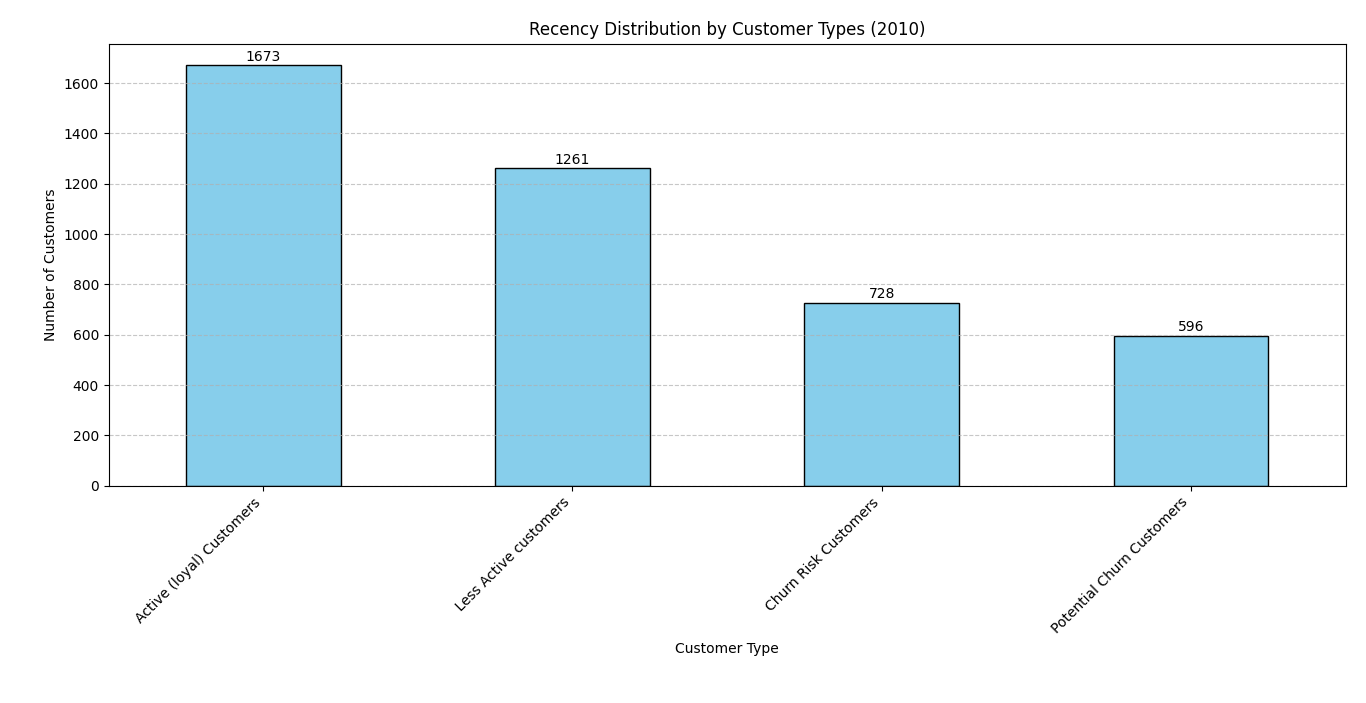 Recency Distribution by Customer Types (2010)
1673
1261
728
596
1600
1400
1200
1000
800
600
400
200
0
Number of Customers
Active (loyal) Customers
Less Active customers
Churn Risk Customers
Potential Churn Customers
Customer Type